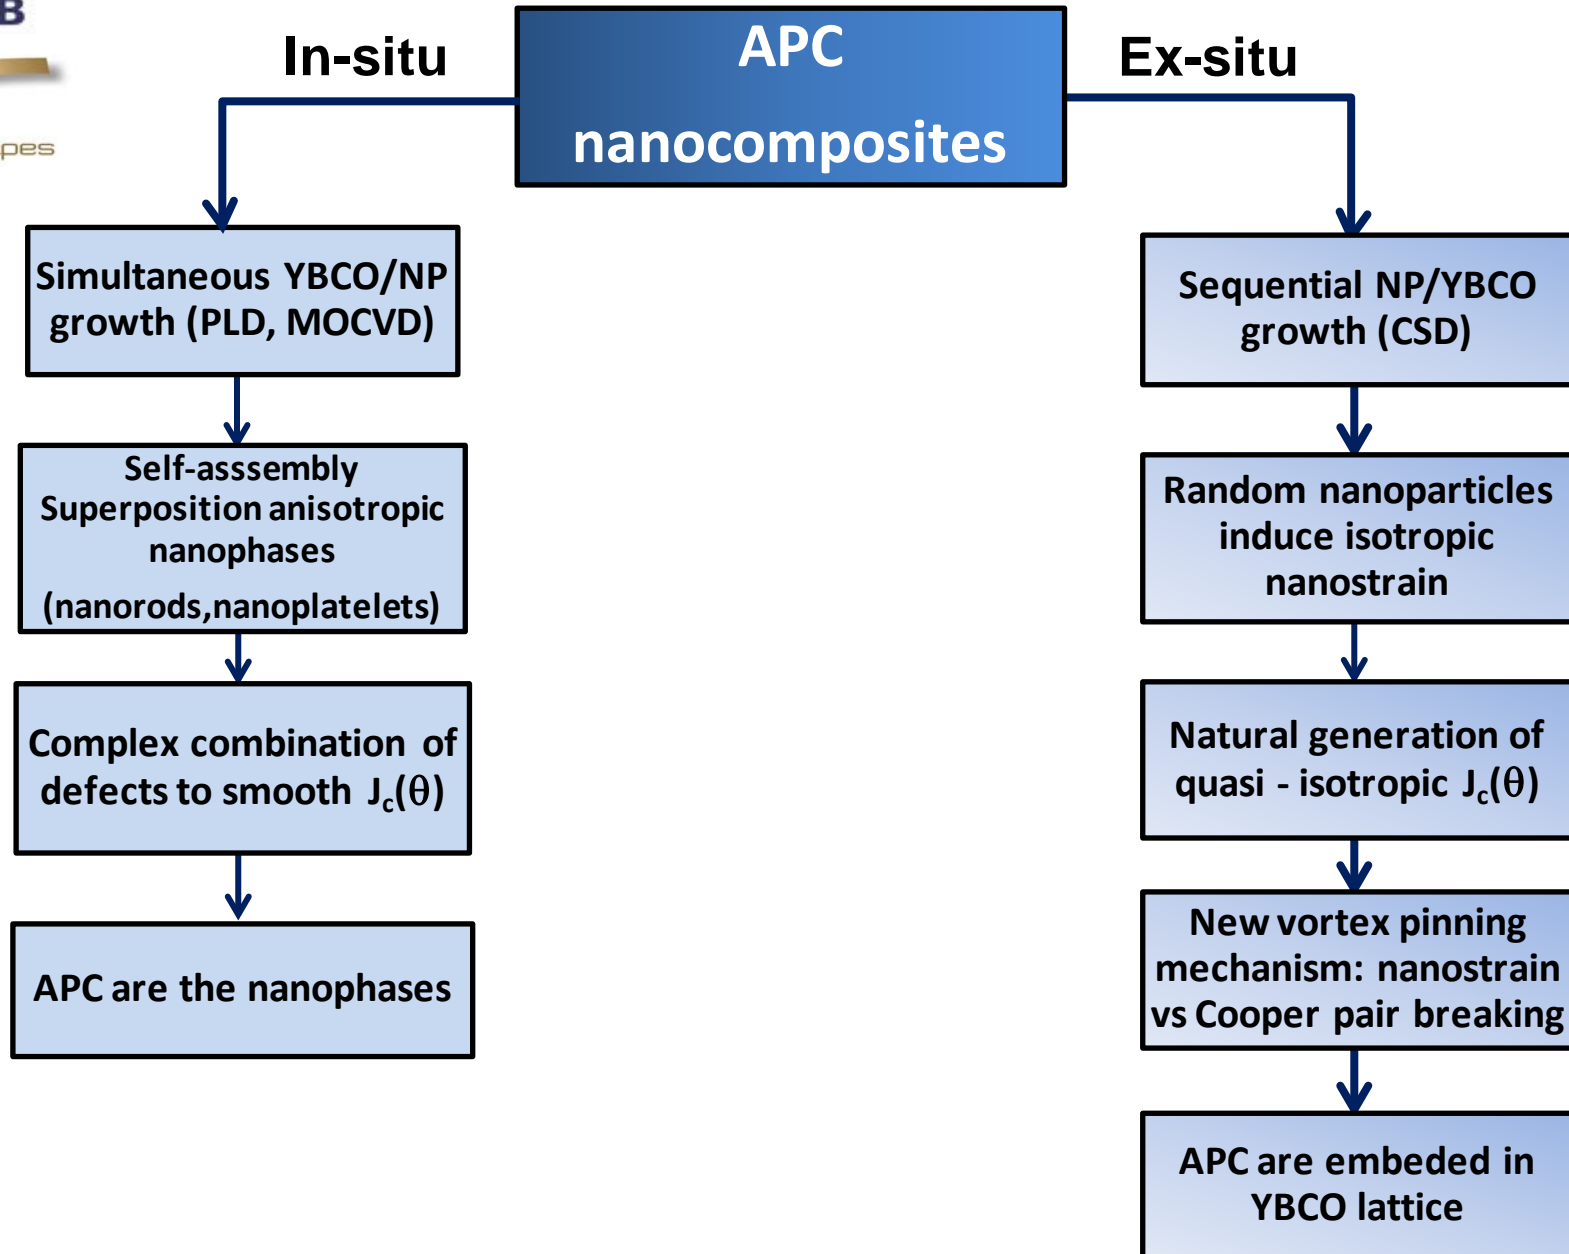 B
pes
In-situ
APC
nanocomposites
Ex-situ
Simultaneous YBCO/NP
growth (PLD, MOCVD)
Self-asssembly
Superposition anisotropic
nanophases
(nanorods,nanoplatelets)
Complex combination of
defects to smooth Jc(θ)
APC are the nanophases
Sequential NP/YBCO
growth (CSD)
Random nanoparticles
induce isotropic
nanostrain
Natural generation of
quasi - isotropic Jc(θ)
New vortex pinning
mechanism: nanostrain
vs Cooper pair breaking
APC are embeded in
YBCO lattice